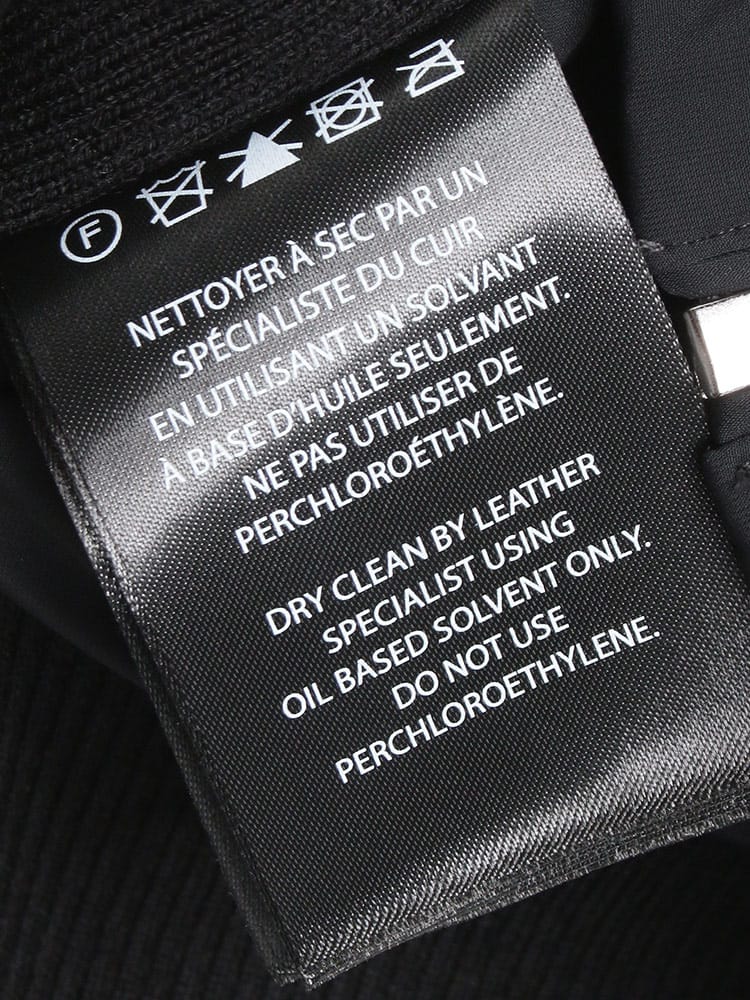 F
NETTOYER À SEC PAR UN
SPÉCIALISTE DU CUIR
EN UTILISANT UN SOLVANT
À BASE D'HUILE SEULEMENT.
NE PAS UTILISER DE
PERCHLOROÉTHYLÈNE.
DRY CLEAN BY LEATHER
SPECIALIST USING
OIL BASED SOLVENT ONLY.
DO NOT USE
PERCHLOROETHYLENE.